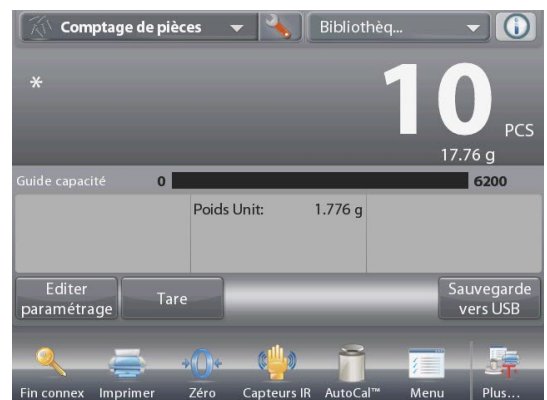 Comptage de pièces Bibliothèq...
*
10 PCS
17.76 g
Guide capacité 0 6200
Poids Unit: 1.776 g
Editer paramétrage Tare Sauvegarde vers USB
Fin connex Imprimer Zéro Capteurs IR AutoCal™ Menu Plus...